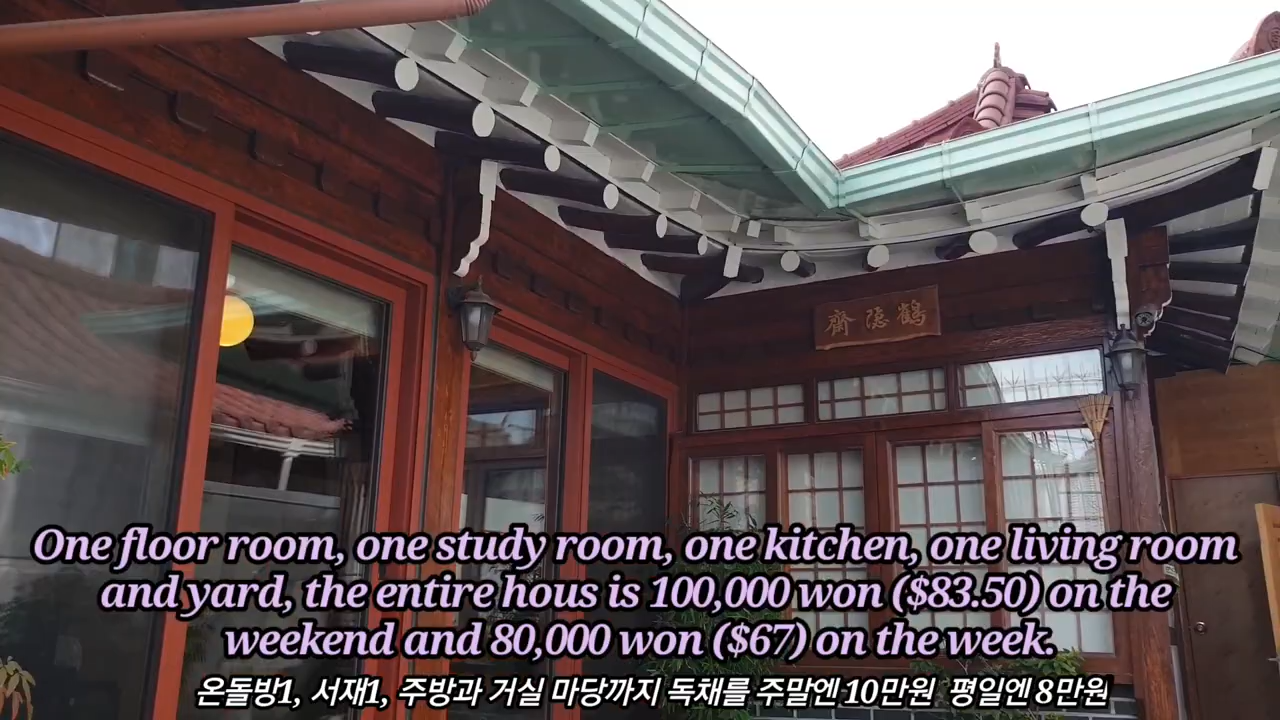 齋隱鶴
One floor room, one study room, one kitchen, one living room
and yard, the entire hous is 100,000 won ($83.50) on the
weekend and 80,000 won ($67) on the week.
온돌방1, 서재1, 주방과 거실 마당까지 독채를 주말엔 10만원 평일엔 8만원